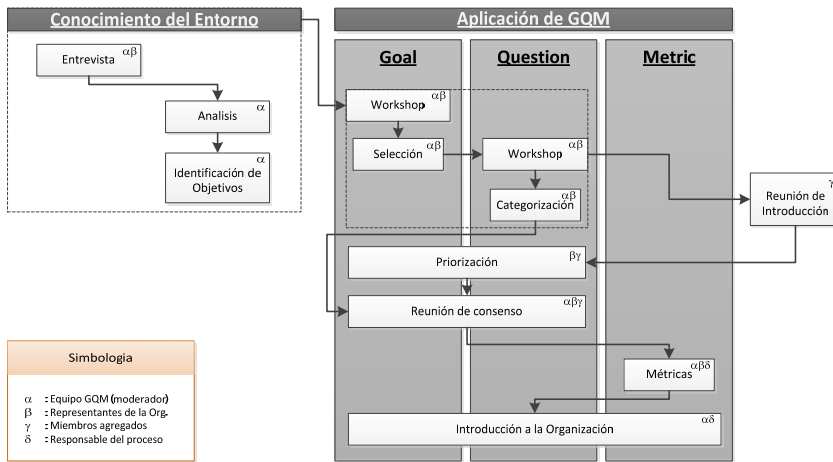 Conocimiento del Entorno
Entrevista αβ
Analisis α
Identificación de α
Objetivos
Aplicación de GQM
Goal
Question
Metric
Workshop αβ
Selección αβ
Workshop αβ
Categorización αβ
Reunión de γ
Introducción
Priorización βγ
Reunión de consenso αβγ
Métricas αβδ
Introducción a la Organización αδ
Simbologia
α : Equipo GQM (moderador)
β : Representantes de la Org.
γ : Miembros agregados
δ : Responsable del proceso